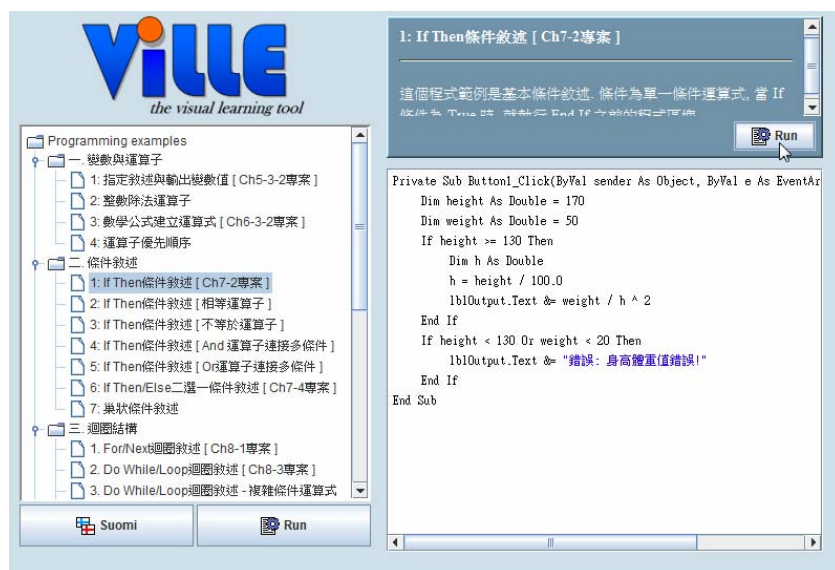 ViLLE
the visual learning tool
Programming examples
一. 變數與運算子
1: 指定敘述與輸出變數值 [ Ch5-3-2專案 ]
2: 整數除法運算子
3: 數學公式建立運算式 [ Ch6-3-2專案 ]
4: 運算子優先順序
二. 條件敘述
1: If Then條件敘述 [ Ch7-2專案 ]
2: If Then條件敘述 [ 相等運算子 ]
3: If Then條件敘述 [ 不等於運算子 ]
4: If Then條件敘述 [ And 運算子連接多條件 ]
5: If Then條件敘述 [ Or運算子連接多條件 ]
6: If Then/Else二選一條件敘述 [ Ch7-4專案 ]
7: 巢狀條件敘述
三. 迴圈結構
1. For/Next迴圈敘述 [ Ch8-1專案 ]
2. Do While/Loop迴圈敘述 [ Ch8-3專案 ]
3. Do While/Loop迴圈敘述 - 複雜條件運算式
Suomi
Run
1: If Then條件敘述 [ Ch7-2專案 ]
這個程式範例是基本條件敘述. 條件為單一條件運算式, 當 If
條件為 True 時, 就執行 End If 之前的程式區塊
Run
Private Sub Button1_Click(ByVal sender As Object, ByVal e As EventAr
Dim height As Double = 170
Dim weight As Double = 50
If height >= 130 Then
Dim h As Double
h = height / 100.0
lblOutput.Text &= weight / h ^ 2
End If
If height < 130 Or weight < 20 Then
lblOutput.Text &= "錯誤: 身高體重值錯誤!"
End If
End Sub